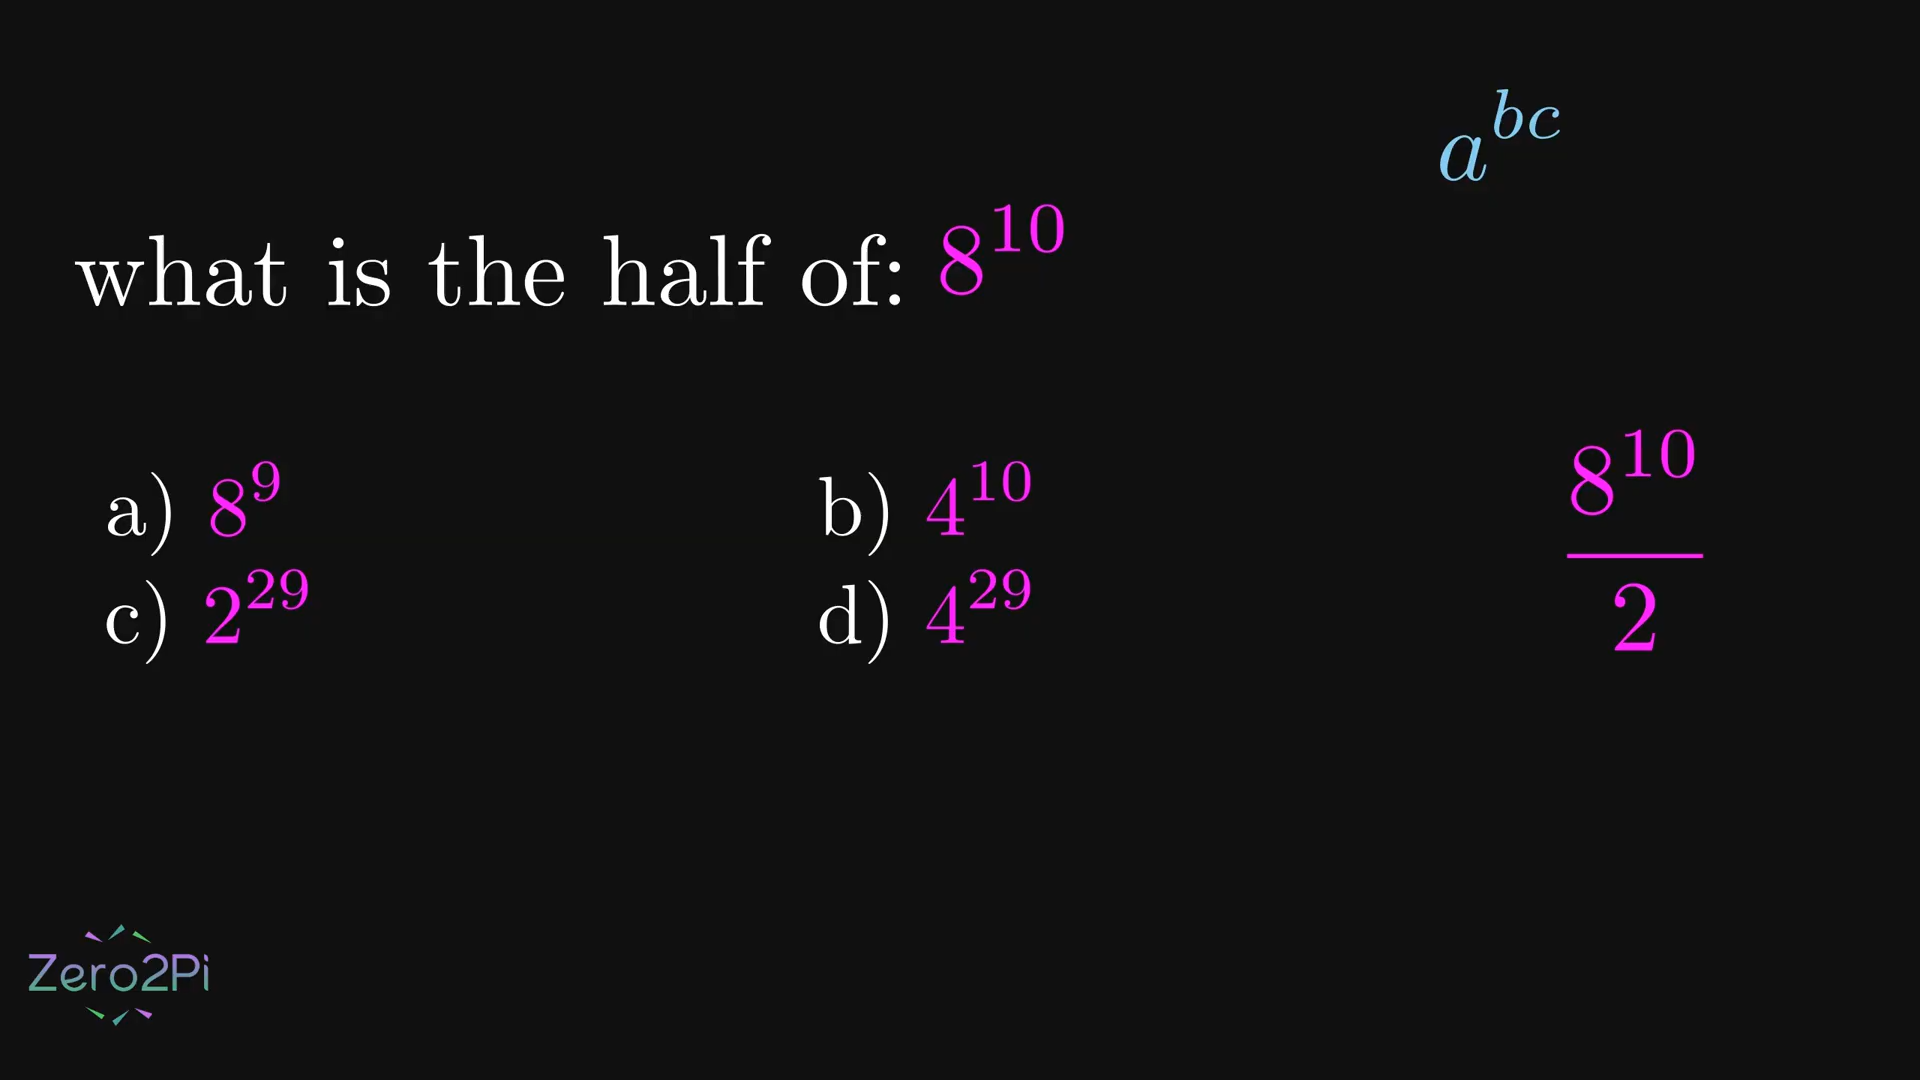 a^{bc}
what is the half of: 8^{10}
a) 8^9 b) 4^{10}
c) 2^{29} d) 4^{29}
\frac{8^{10}}{2}
Zero2Pi